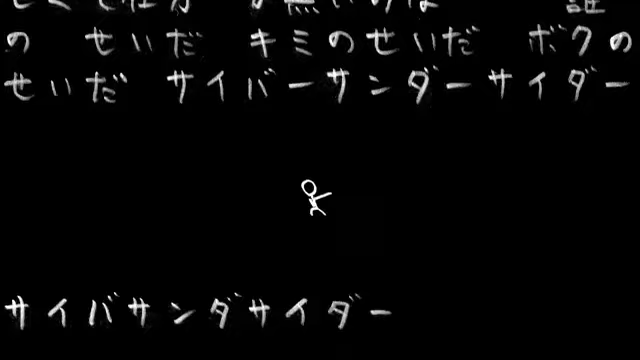 誰
の せいだ キミのせいだ ボクの
せいだ サイバーサンダーサイダー
サイバサンダサイダー